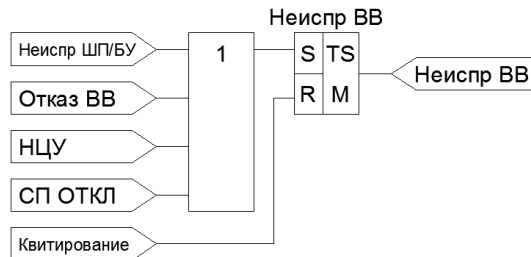 Неиспр ВВ
Неиспр ШП/БУ
1
S TS
Неиспр ВВ
Отказ ВВ
R M
НЦУ
СП ОТКЛ
Квитирование